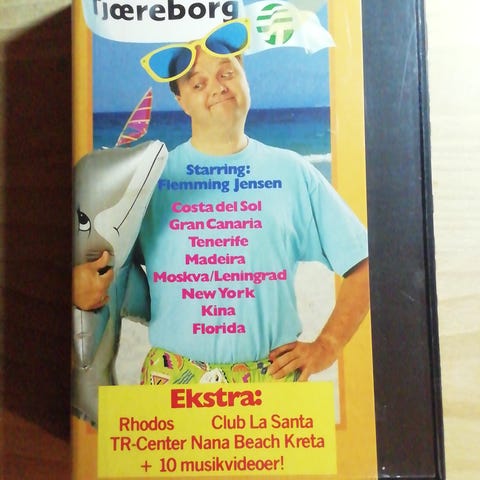 Tjæreborg
Starring:
Flemming Jensen
Costa del Sol
Gran Canaria
Tenerife
Madeira
Moskva/Leningrad
New York
Kina
Florida
Ekstra:
Rhodos Club La Santa
TR-Center Nana Beach Kreta
+ 10 musikvideoer!